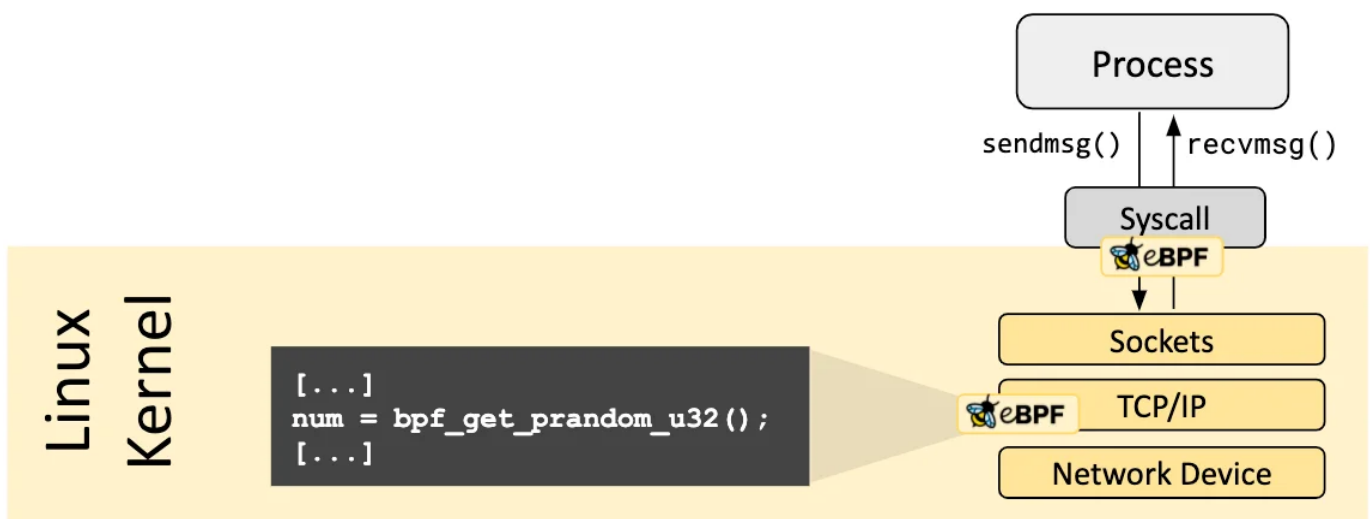 Process
sendmsg()
recvmsg()
Syscall
eBPF
Linux
Kernel
Sockets
[...]
num = bpf_get_prandom_u32();
[...]
eBPF
TCP/IP
Network Device